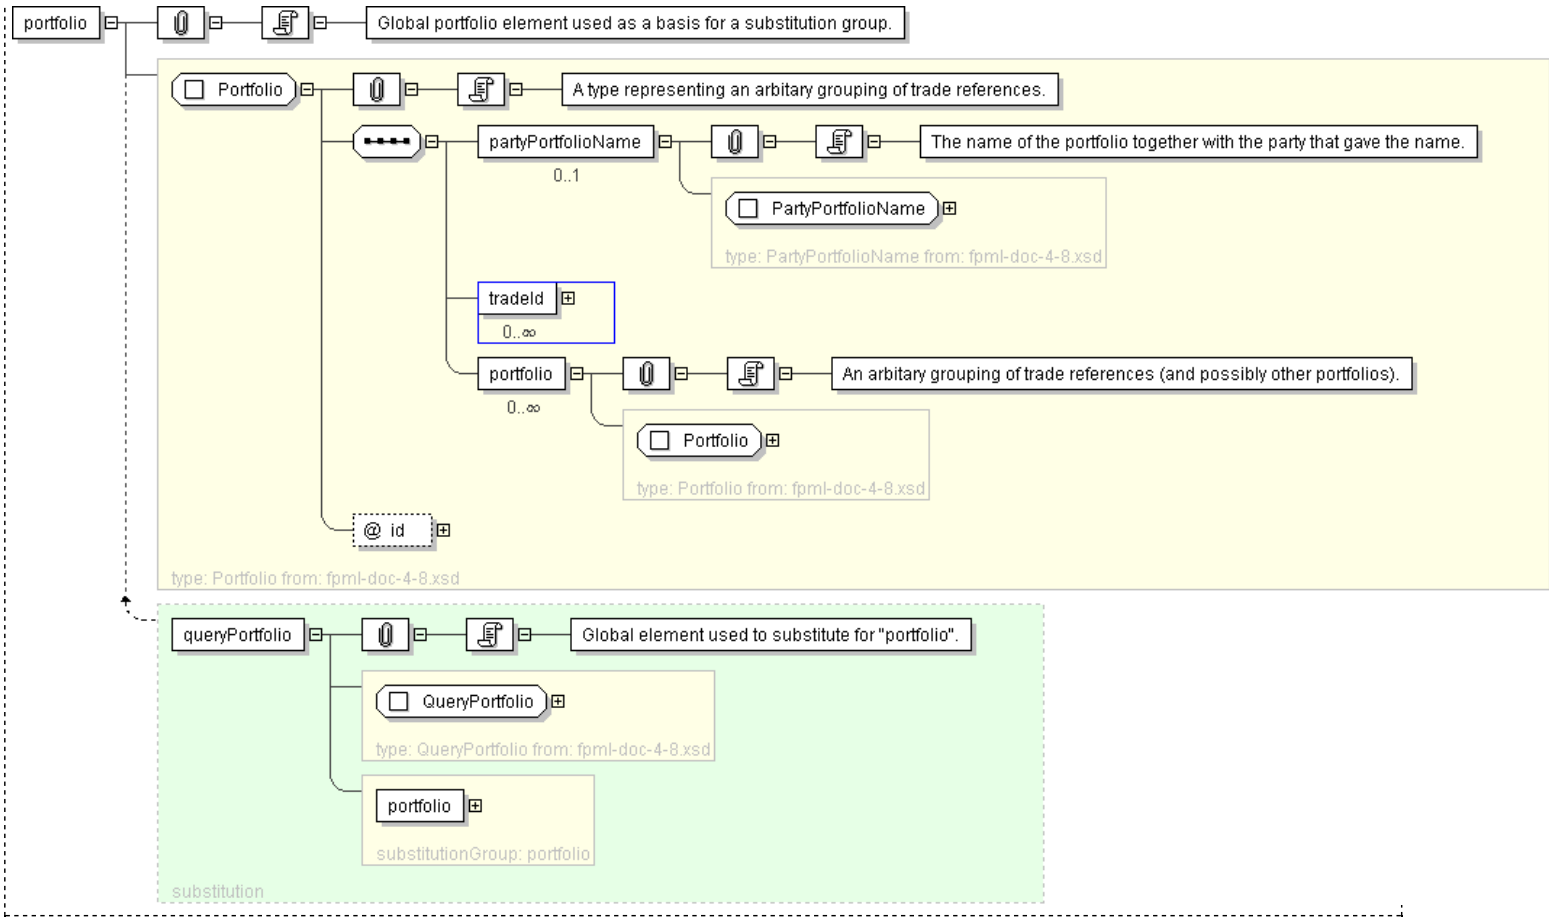 portfolio
Global portfolio element used as a basis for a substitution group.
Portfolio
A type representing an arbitary grouping of trade references.
partyPortfolioName
The name of the portfolio together with the party that gave the name.
0..1
PartyPortfolioName
type: PartyPortfolioName from: fpml-doc-4-8.xsd
tradeId
0..∞
portfolio
An arbitary grouping of trade references (and possibly other portfolios).
0..∞
Portfolio
type: Portfolio from: fpml-doc-4-8.xsd
@ id
type: Portfolio from: fpml-doc-4-8.xsd
queryPortfolio
Global element used to substitute for "portfolio".
QueryPortfolio
type: QueryPortfolio from: fpml-doc-4-8.xsd
portfolio
substitutionGroup: portfolio
substitution